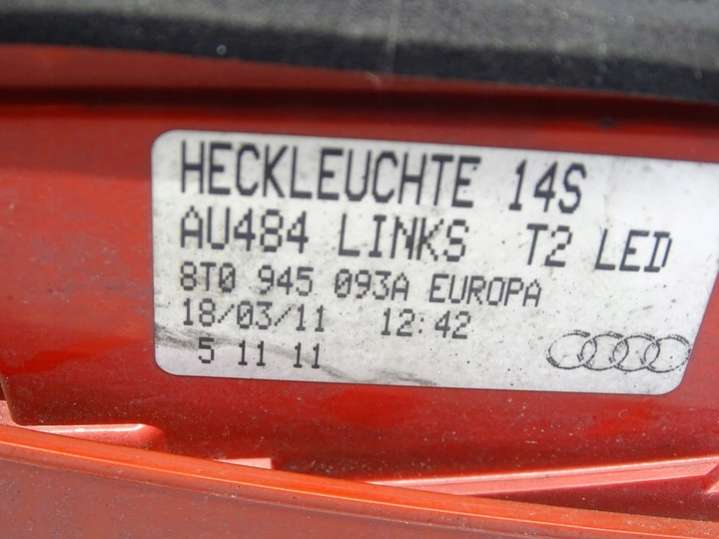 HECKLEUCHTE 14S
AU484 LINKS T2 LED
8T0 945 093A EUROPA
18/03/11 12:42
5 11 11